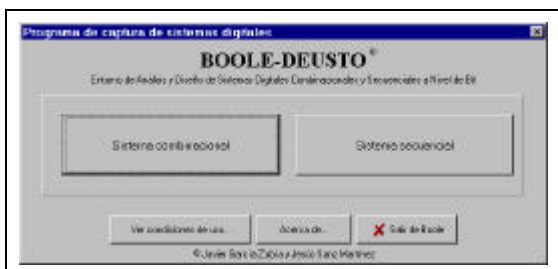 Programa de captura de sistemas digitales
BOOLE-DEUSTO®
Entorno de Análisis y Diseño de Sistemas Digitales Combinacionales y Secuenciales a Nivel de Bit
Sistema combinacional
Sistema secuencial
Ver condiciones de uso...
Acerca de...
Salir de Boole
© Javier García Zubia y Jesús Sanz Martínez